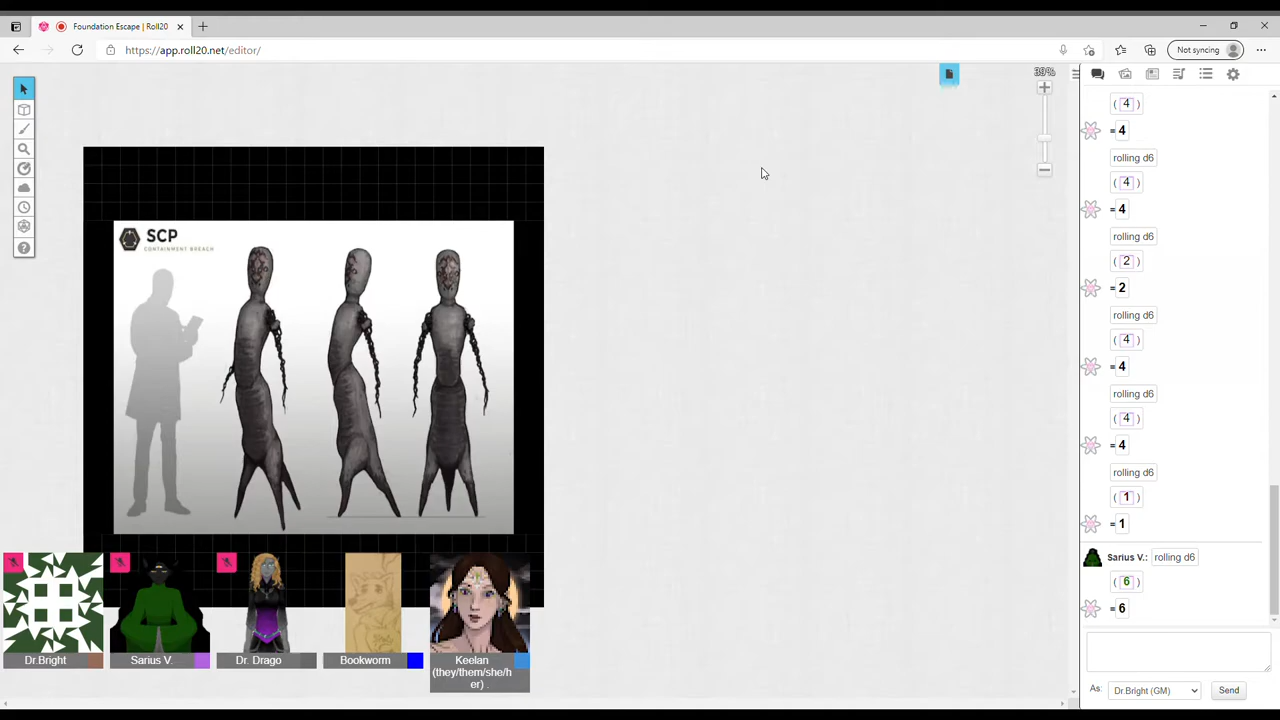 Foundation Escape | Roll20
https://app.roll20.net/editor/
Not syncing
39%
SCP
CONTAINMENT BREACH
(4)
=4
rolling d6
(4)
=4
rolling d6
(2)
=2
rolling d6
(4)
=4
rolling d6
(4)
=4
rolling d6
(1)
=1
Sarius V.: rolling d6
(6)
=6
Dr.Bright
Sarius V.
Dr. Drago
Bookworm
Keelan
(they/them/she/h
er) .
As:
Dr.Bright (GM)
Send